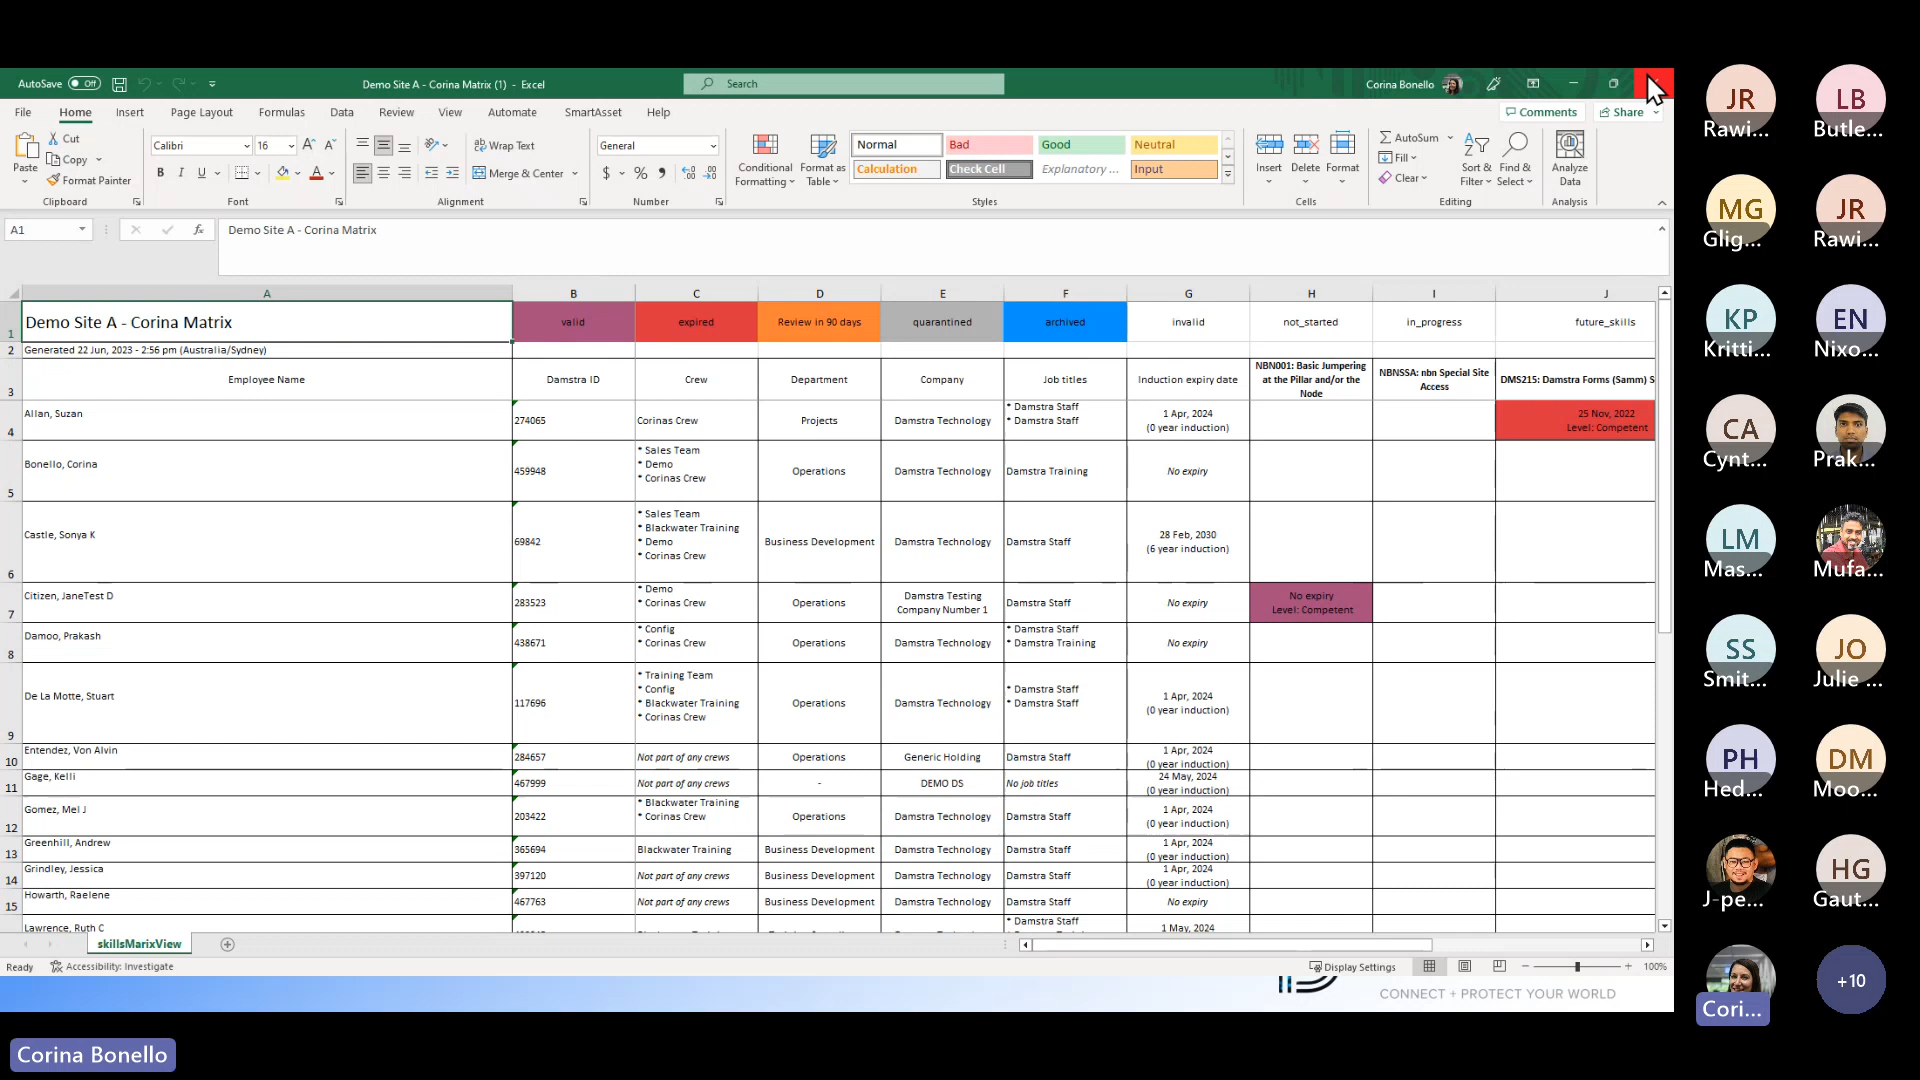 AutoSave Off
Demo Site A - Corina Matrix (1) - Excel
Search
Corina Bonello
File Home Insert Page Layout Formulas Data Review View Automate SmartAsset Help
Comments Share
Paste
Cut
Copy
Format Painter
Calibri 16
B I U
Wrap Text
Merge & Center
General
$ %
Conditional Formatting
Format as Table
Normal Bad Good Neutral
Calculation Check Cell Explanatory ... Input
Insert Delete Format
AutoSum
Fill
Clear
Sort & Filter
Find & Select
Analyze Data
Clipboard Font Alignment Number Styles Cells Editing Analysis
A1 fx Demo Site A - Corina Matrix
A B C D E F G H I J
1 Demo Site A - Corina Matrix valid expired Review in 90 days quarantined archived invalid not_started in_progress future_skills
2 Generated 22 Jun, 2023 - 2:56 pm (Australia/Sydney)
3 Employee Name Damstra ID Crew Department Company Job titles Induction expiry date NBN001: Basic Jumpering at the Pillar and/or the Node NBNSSA: nbn Special Site Access DMS215: Damstra Forms (Samm) S
4 Allan, Suzan 274065 Corinas Crew Projects Damstra Technology * Damstra Staff * Damstra Staff 1 Apr, 2024 (0 year induction) 25 Nov, 2022 Level: Competent
5 Bonello, Corina 459948 * Sales Team * Demo * Corinas Crew Operations Damstra Technology Damstra Training No expiry
6 Castle, Sonya K 69842 * Sales Team * Blackwater Training * Demo * Corinas Crew Business Development Damstra Technology Damstra Staff 28 Feb, 2030 (6 year induction)
7 Citizen, JaneTest D 283523 * Demo * Corinas Crew Operations Damstra Testing Company Number 1 Damstra Staff No expiry No expiry Level: Competent
8 Damoo, Prakash 438671 * Config * Corinas Crew Operations Damstra Technology * Damstra Staff * Damstra Training No expiry
9 De La Motte, Stuart 117696 * Training Team * Config * Blackwater Training * Corinas Crew Operations Damstra Technology * Damstra Staff * Damstra Staff 1 Apr, 2024 (0 year induction)
10 Entendez, Von Alvin 284657 Not part of any crews Operations Generic Holding Damstra Staff 1 Apr, 2024 (0 year induction)
11 Gage, Kelli 467999 Not part of any crews - DEMO DS No job titles 24 May, 2024 (0 year induction)
12 Gomez, Mel J 203422 * Blackwater Training * Corinas Crew Operations Damstra Technology Damstra Staff 1 Apr, 2024 (0 year induction)
13 Greenhill, Andrew 365694 Blackwater Training Business Development Damstra Technology Damstra Staff 1 Apr, 2024 (0 year induction)
14 Grindley, Jessica 397120 Not part of any crews Business Development Damstra Technology Damstra Staff 1 Apr, 2024 (0 year induction)
15 Howarth, Raelene 467763 Not part of any crews Business Development Damstra Technology Damstra Staff No expiry
Lawrence, Ruth C * Damstra Staff 1 May, 2024
skillsMarixView
Ready Accessibility: Investigate Display Settings 100%
CONNECT + PROTECT YOUR WORLD
Corina Bonello
JR LB
Rawi... Butle...
MG JR
Glig... Rawi...
KP EN
Kritti... Nixo...
CA
Cynt... Prak...
LM
Mas... Mufa...
SS JO
Smit... Julie ...
PH DM
Hed... Moo...
HG
J-pe... Gaut...
+10
Cori...